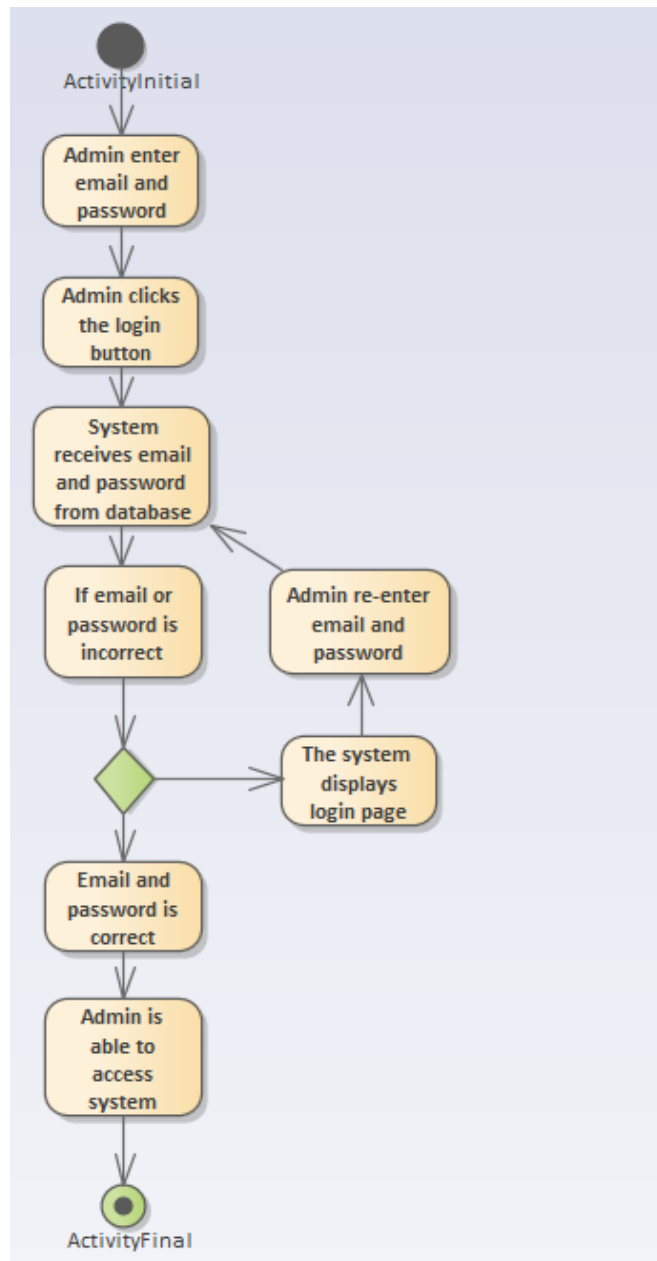 ActivityInitial
Admin enter
email and
password
Admin clicks
the login
button
System
receives email
and password
from database
If email or
password is
incorrect
Admin re-enter
email and
password
The system
displays
login page
Email and
password is
correct
Admin is
able to
access
system
ActivityFinal